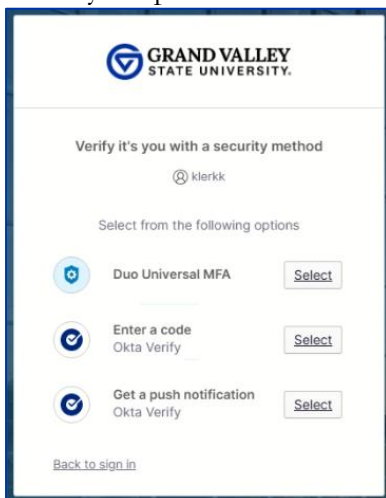 GRAND VALLEY
STATE UNIVERSITY.
Verify it's you with a security method
klerkk
Select from the following options
Duo Universal MFA
Select
Enter a code
Okta Verify
Select
Get a push notification
Okta Verify
Select
Back to sign in